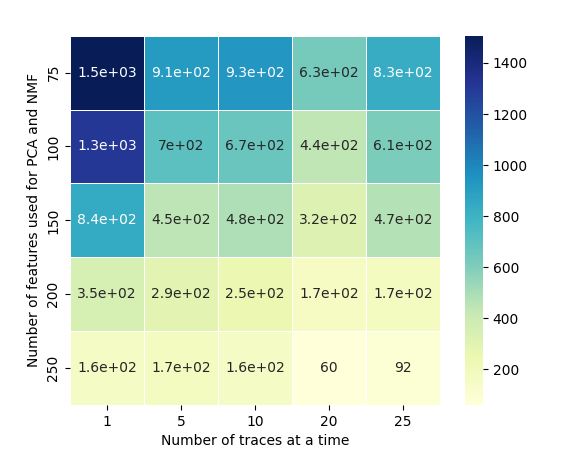 Number of features used for PCA and NMF
75 1.5e+03 9.1e+02 9.3e+02 6.3e+02 8.3e+02
100 1.3e+03 7e+02 6.7e+02 4.4e+02 6.1e+02
150 8.4e+02 4.5e+02 4.8e+02 3.2e+02 4.7e+02
200 3.5e+02 2.9e+02 2.5e+02 1.7e+02 1.7e+02
250 1.6e+02 1.7e+02 1.6e+02 60 92
1 5 10 20 25
Number of traces at a time
1400
1200
1000
800
600
400
200